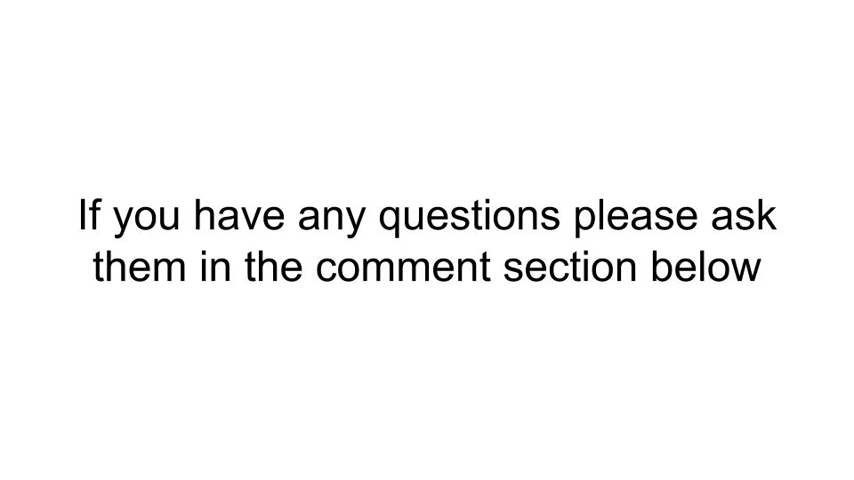 If you have any questions please ask
them in the comment section below